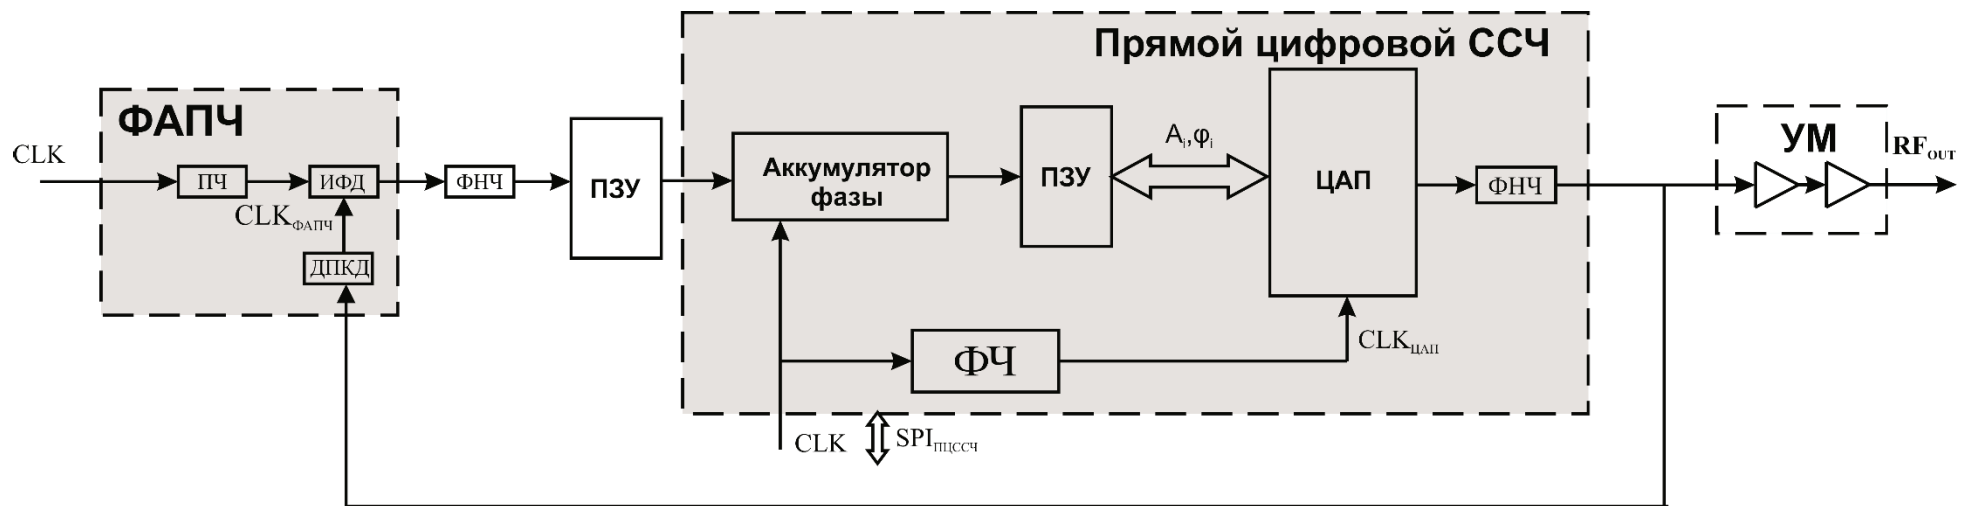 Прямой цифровой ССЧ
ФАПЧ
УМ
CLK
ПЧ
ИФД
ФНЧ
ПЗУ
Аккумулятор
фазы
ПЗУ
Aᵢ,φᵢ
ЦАП
ФНЧ
RFOUT
CLKФАПЧ
ДПКД
ФЧ
CLKЦАП
CLK
SPIПЦССЧ